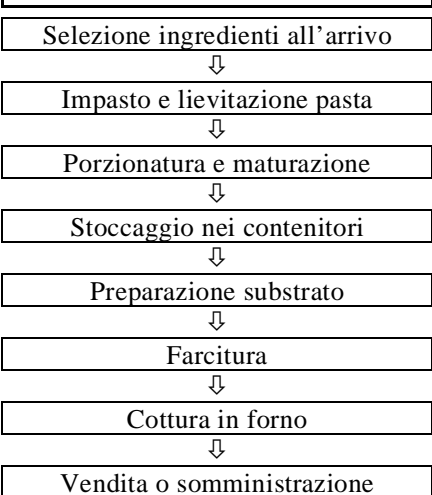 Selezione ingredienti all’arrivo
⇩
Impasto e lievitazione pasta
⇩
Porzionatura e maturazione
⇩
Stoccaggio nei contenitori
⇩
Preparazione substrato
⇩
Farcitura
⇩
Cottura in forno
⇩
Vendita o somministrazione